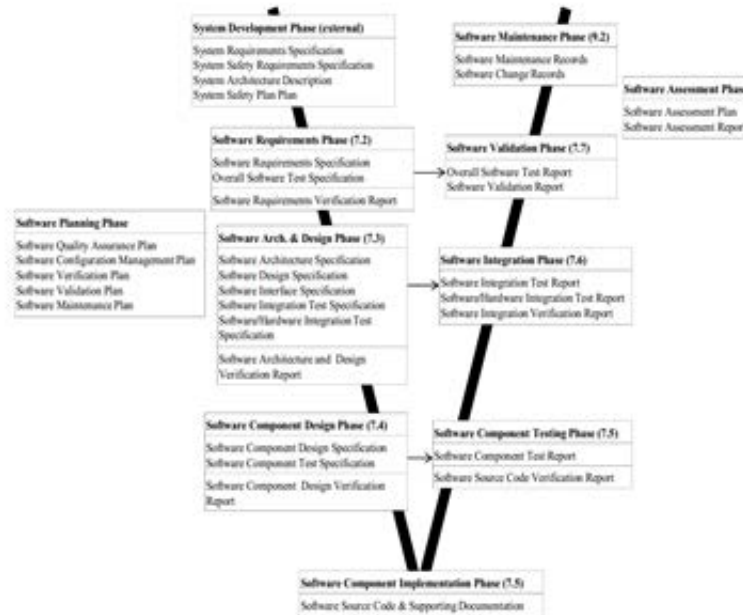 System Development Phase (external)
System Requirements Specification
System Safety Requirements Specification
System Architecture Description
System Safety Plan Plan
Software Maintenance Phase (9.2)
Software Maintenance Records
Software Change Records
Software Assessment Phase
Software Assessment Plan
Software Assessment Report
Software Requirements Phase (7.2)
Software Requirements Specification
Overall Software Test Specification
Software Requirements Verification Report
Software Validation Phase (7.7)
Overall Software Test Report
Software Validation Report
Software Planning Phase
Software Quality Assurance Plan
Software Configuration Management Plan
Software Verification Plan
Software Validation Plan
Software Maintenance Plan
Software Arch. & Design Phase (7.3)
Software Architecture Specification
Software Design Specification
Software Interface Specification
Software Integration Test Specification
Software/Hardware Integration Test
Specification
Software Architecture and Design
Verification Report
Software Integration Phase (7.6)
Software Integration Test Report
Software/Hardware Integration Test Report
Software Integration Verification Report
Software Component Design Phase (7.4)
Software Component Design Specification
Software Component Test Specification
Software Component Design Verification
Report
Software Component Testing Phase (7.5)
Software Component Test Report
Software Source Code Verification Report
Software Component Implementation Phase (7.5)
Software Source Code & Supporting Documentation